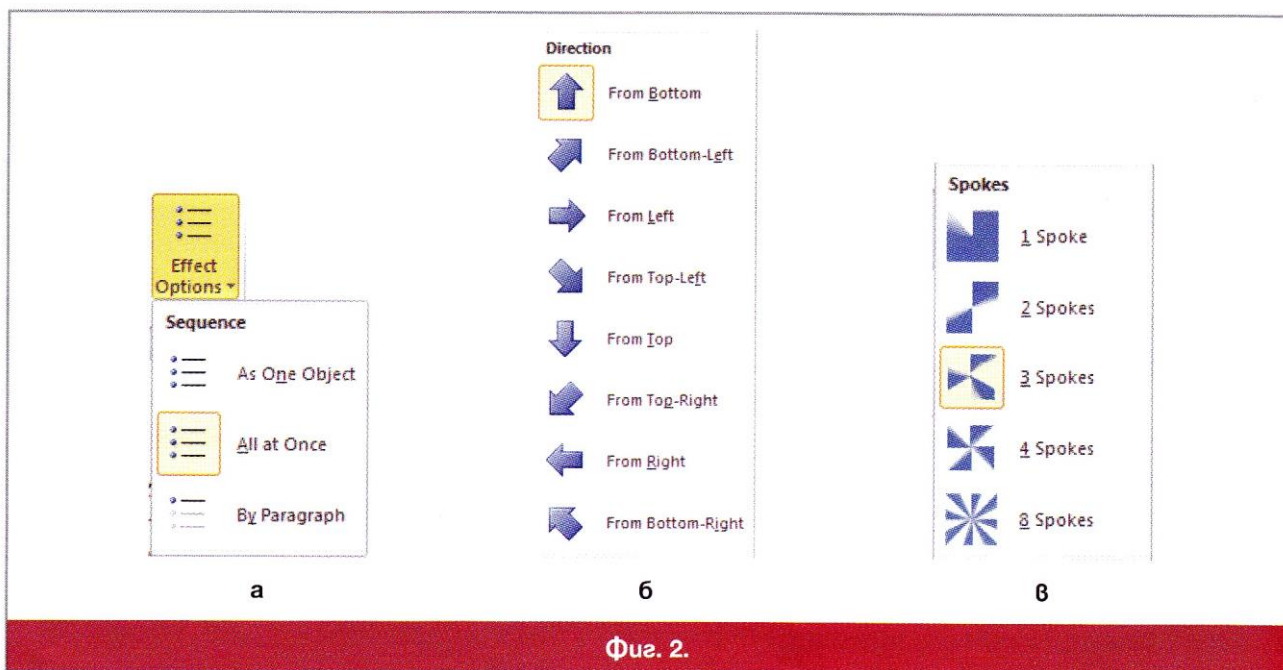 Effect
Options
Sequence
As One Object
All at Once
By Paragraph
а
Direction
From Bottom
From Bottom-Left
From Left
From Top-Left
From Top
From Top-Right
From Right
From Bottom-Right
б
Spokes
1 Spoke
2 Spokes
3 Spokes
4 Spokes
8 Spokes
в
Фиг. 2.